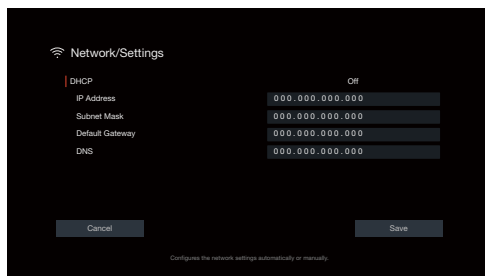 Network/Settings
DHCP Off
IP Address 000.000.000.000
Subnet Mask 000.000.000.000
Default Gateway 000.000.000.000
DNS 000.000.000.000
Cancel Save
Configures the network settings automatically or manually.